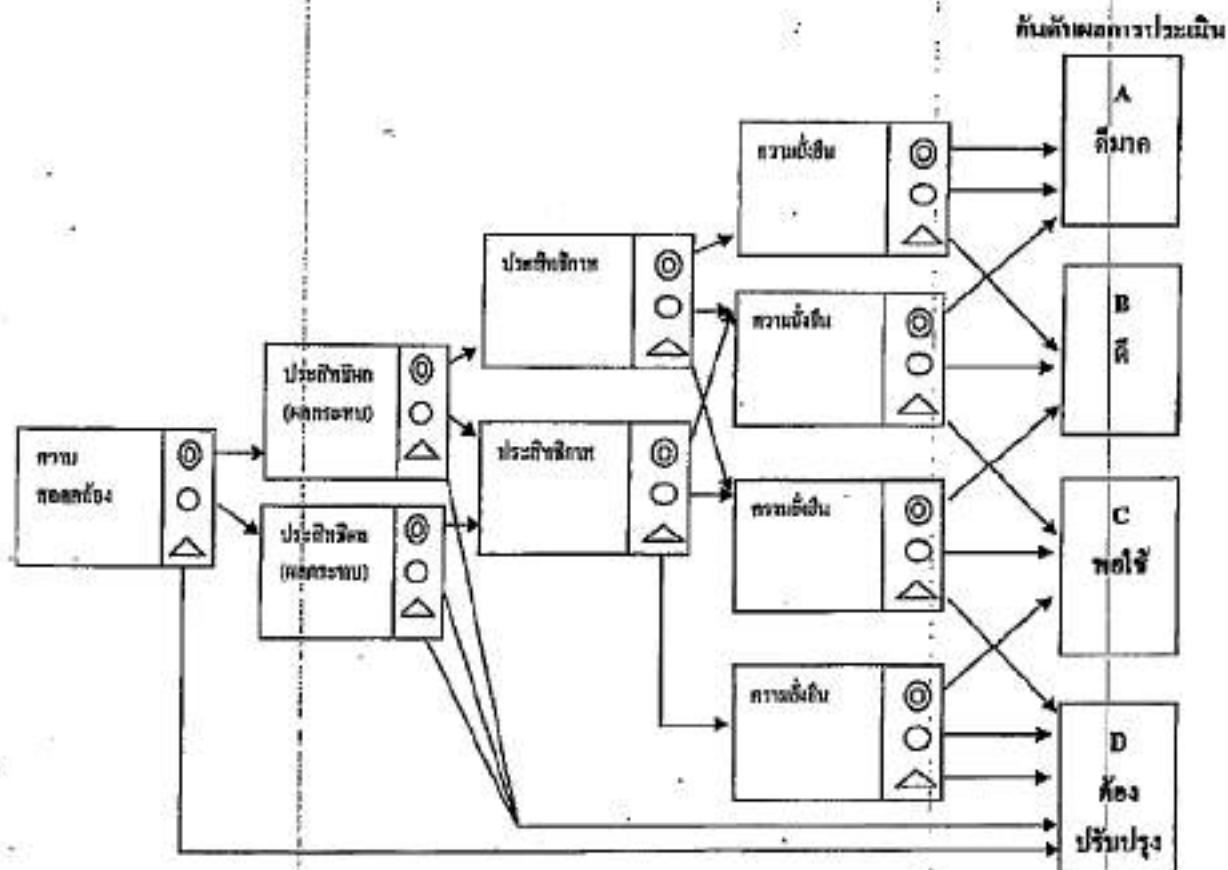 อันดับผลการประเมิน
A
ดีมาก
ความยั่งยืน
ประสิทธิภาพ
B
ดี
ความยั่งยืน
ประสิทธิผล
(ผลกระทบ)
ความ
สอดคล้อง
ประสิทธิภาพ
ความยั่งยืน
C
พอใช้
ประสิทธิผล
(ผลกระทบ)
ความยั่งยืน
D
ต้อง
ปรับปรุง